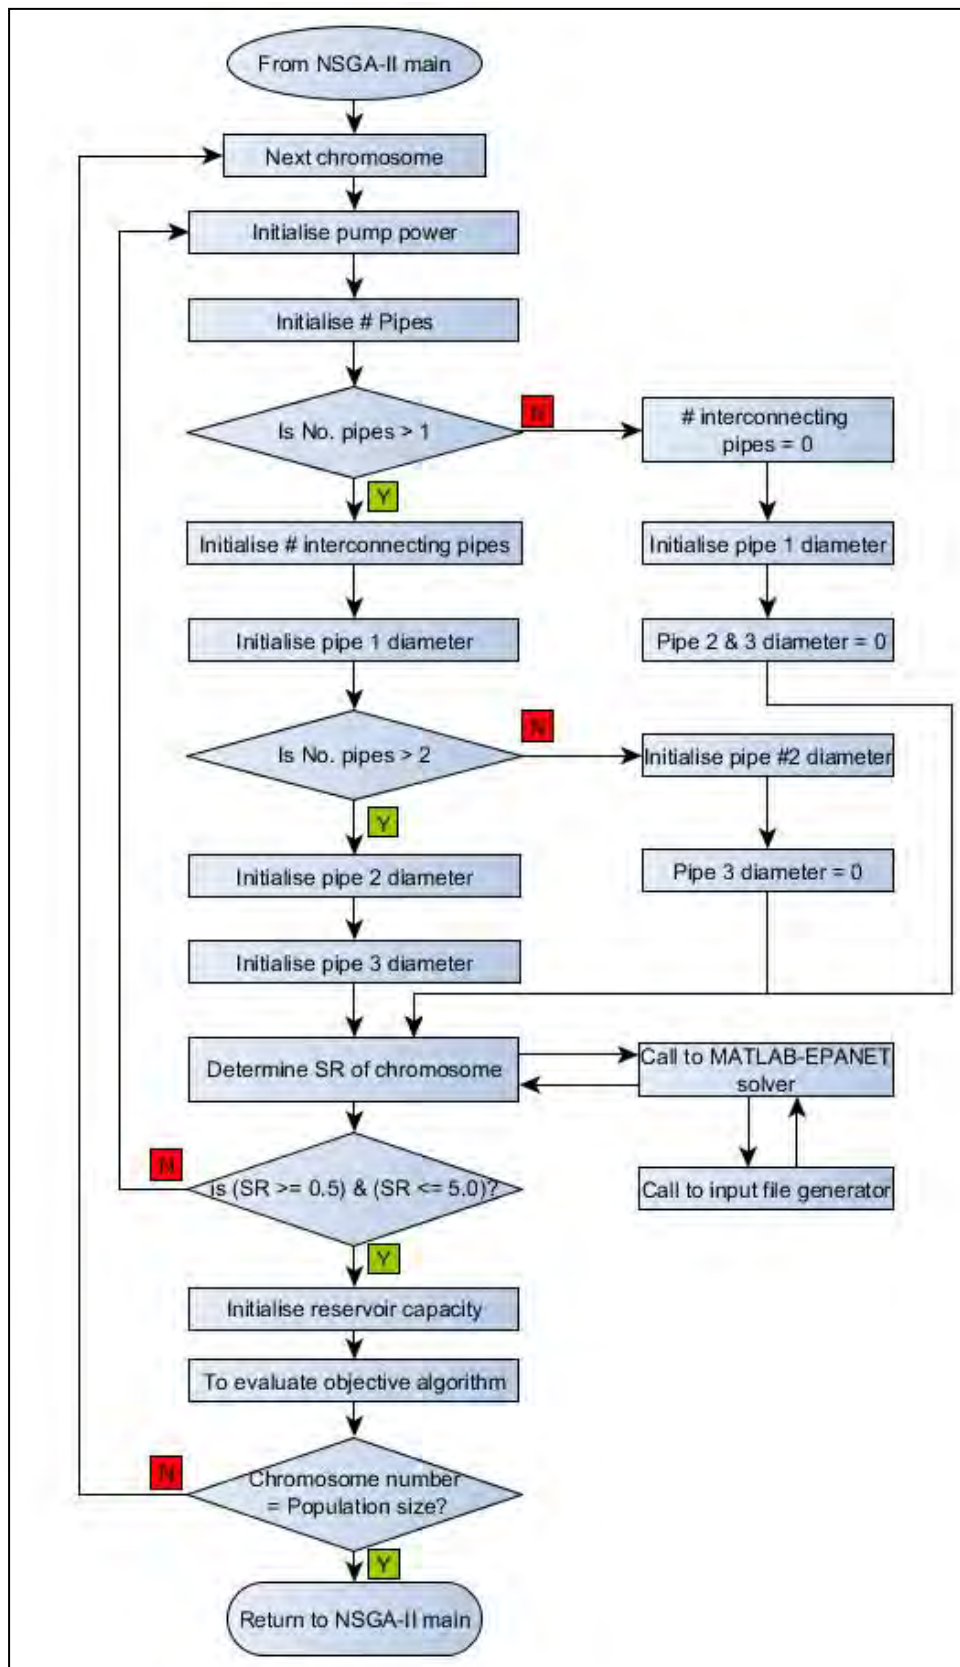 From NSGA-II main
Next chromosome
Initialise pump power
Initialise # Pipes
Is No. pipes > 1
N
# interconnecting
pipes = 0
Y
Initialise # interconnecting pipes
Initialise pipe 1 diameter
Initialise pipe 1 diameter
Pipe 2 & 3 diameter = 0
Is No. pipes > 2
N
Initialise pipe #2 diameter
Y
Initialise pipe 2 diameter
Pipe 3 diameter = 0
Initialise pipe 3 diameter
Determine SR of chromosome
Call to MATLAB-EPANET
solver
N
is (SR >= 0.5) & (SR <= 5.0)?
Call to input file generator
Y
Initialise reservoir capacity
To evaluate objective algorithm
N
Chromosome number
= Population size?
Y
Return to NSGA-II main